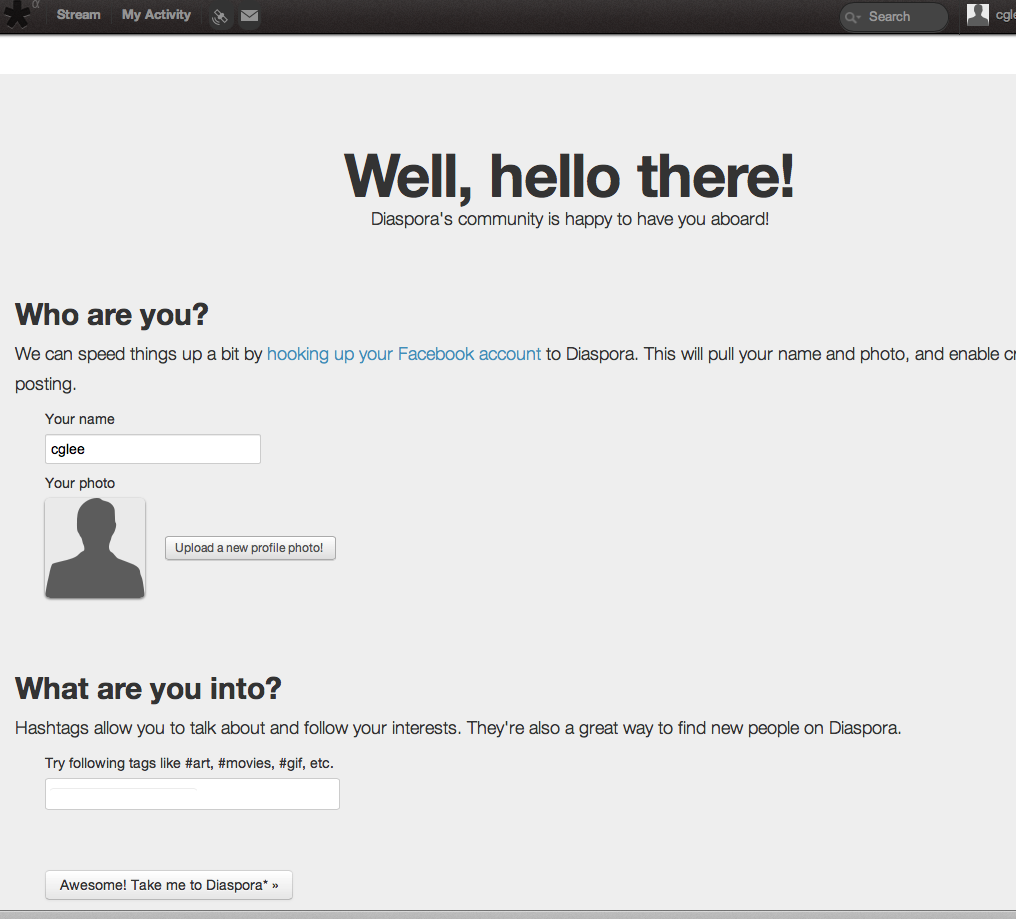 α
Stream My Activity Search cgle
Well, hello there!
Diaspora's community is happy to have you aboard!
Who are you?
We can speed things up a bit by hooking up your Facebook account to Diaspora. This will pull your name and photo, and enable cr
posting.
Your name
cglee
Your photo
Upload a new profile photo!
What are you into?
Hashtags allow you to talk about and follow your interests. They're also a great way to find new people on Diaspora.
Try following tags like #art, #movies, #gif, etc.
Awesome! Take me to Diaspora* »